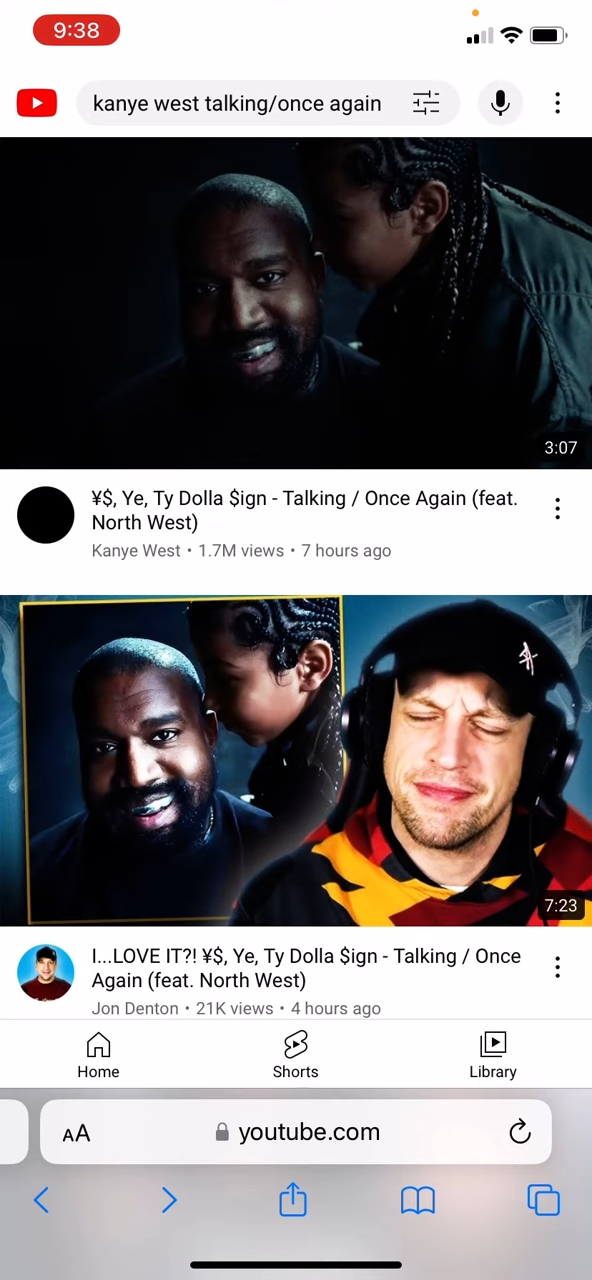 9:38
kanye west talking/once again
3:07
¥$, Ye, Ty Dolla $ign - Talking / Once Again (feat.
North West)
Kanye West • 1.7M views • 7 hours ago
7:23
I...LOVE IT?! ¥$, Ye, Ty Dolla $ign - Talking / Once
Again (feat. North West)
Jon Denton • 21K views • 4 hours ago
Home
Shorts
Library
AA
youtube.com